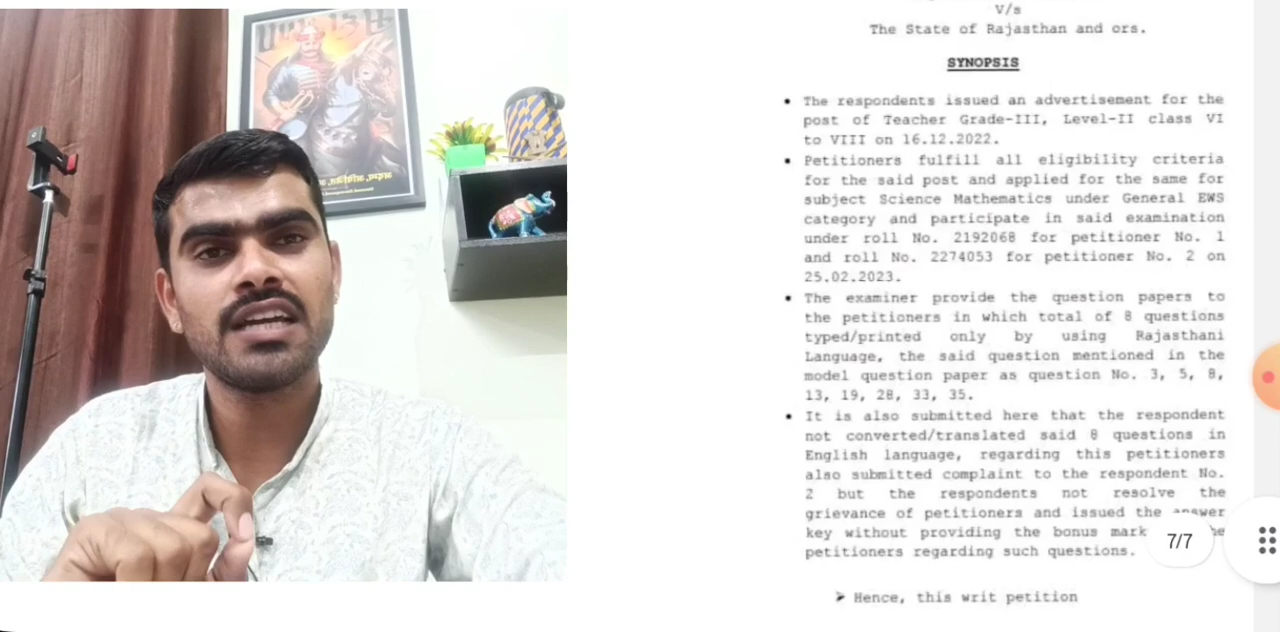 V/s
The State of Rajasthan and ors.
SYNOPSIS
• The respondents issued an advertisement for the
post of Teacher Grade-III, Level-II class VI
to VIII on 16.12.2022.
• Petitioners fulfill all eligibility criteria
for the said post and applied for the same for
subject Science Mathematics under General EWS
category and participate in said examination
under roll No. 2192068 for petitioner No. 1
and roll No. 2274053 for petitioner No. 2 on
25.02.2023.
• The examiner provide the question papers to
the petitioners in which total of 8 questions
typed/printed only by using Rajasthani
Language, the said question mentioned in the
model question paper as question No. 3, 5, 8,
13, 19, 28, 33, 35.
• It is also submitted here that the respondent
not converted/translated said 8 questions in
English language, regarding this petitioners
also submitted complaint to the respondent No.
2 but the respondents not resolve the
grievance of petitioners and issued the answer
key without providing the bonus mark
petitioners regarding such questions.
7/7
➤ Hence, this writ petition